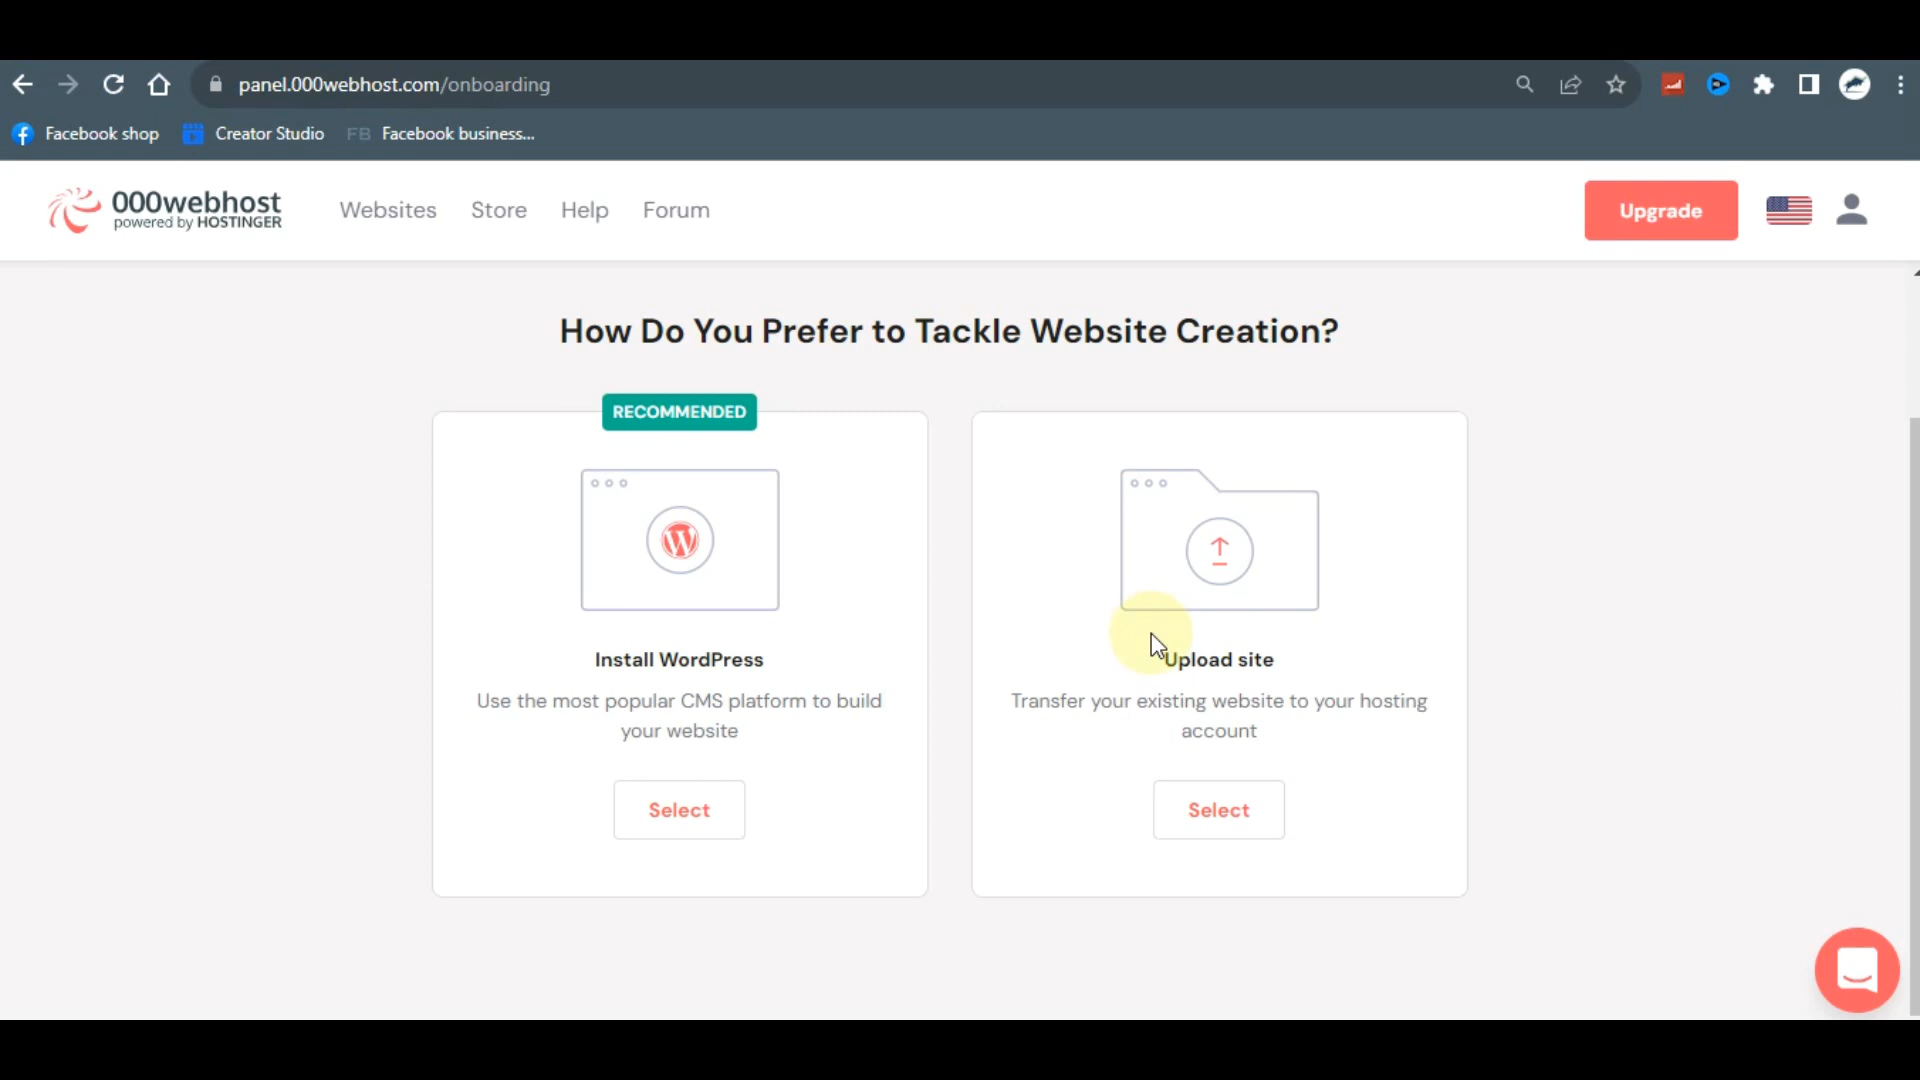 panel.000webhost.com/onboarding
Facebook shop
Creator Studio
FB Facebook business...
000webhost
powered by HOSTINGER
Websites
Store
Help
Forum
Upgrade
How Do You Prefer to Tackle Website Creation?
RECOMMENDED
Install WordPress
Use the most popular CMS platform to build
your website
Select
Upload site
Transfer your existing website to your hosting
account
Select